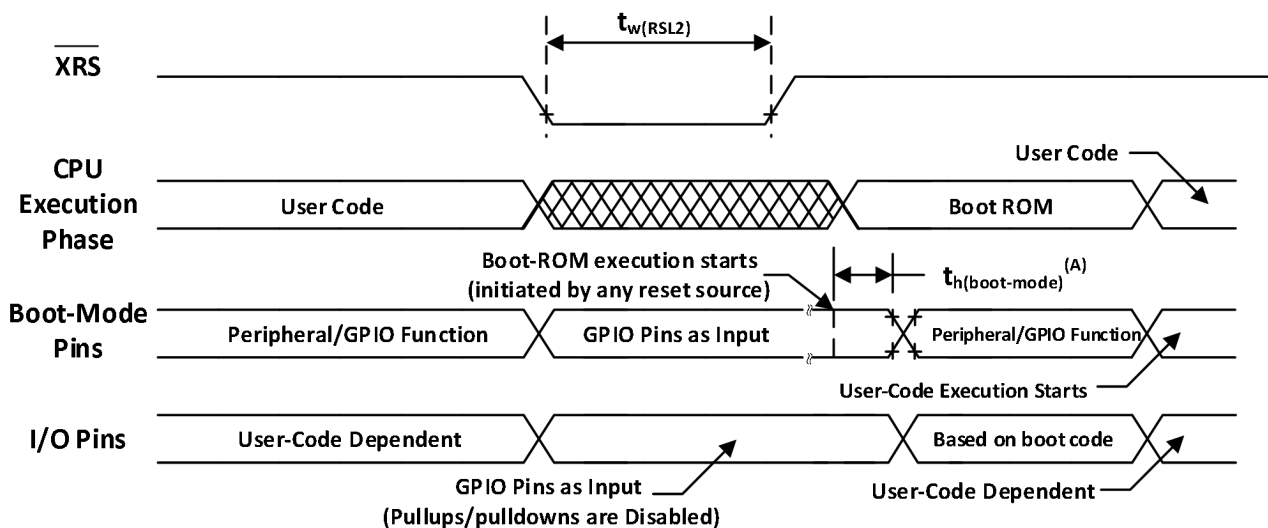 tw(RSL2)
XRS
CPU
Execution
Phase
User Code
User Code
Boot ROM
Boot-ROM execution starts
(initiated by any reset source)
th(boot-mode)(A)
Boot-Mode
Pins
Peripheral/GPIO Function
GPIO Pins as Input
Peripheral/GPIO Function
User-Code Execution Starts
I/O Pins
User-Code Dependent
Based on boot code
GPIO Pins as Input
(Pullups/pulldowns are Disabled)
User-Code Dependent